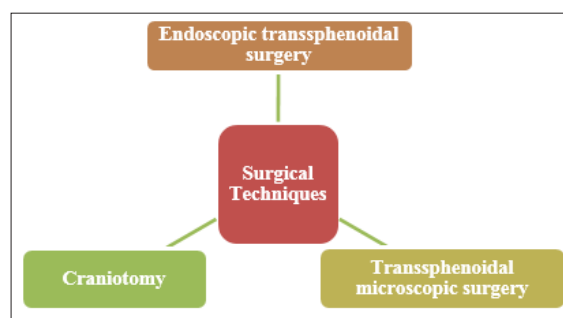 Endoscopic transsphenoidal
surgery
Surgical
Techniques
Craniotomy
Transsphenoidal
microscopic surgery